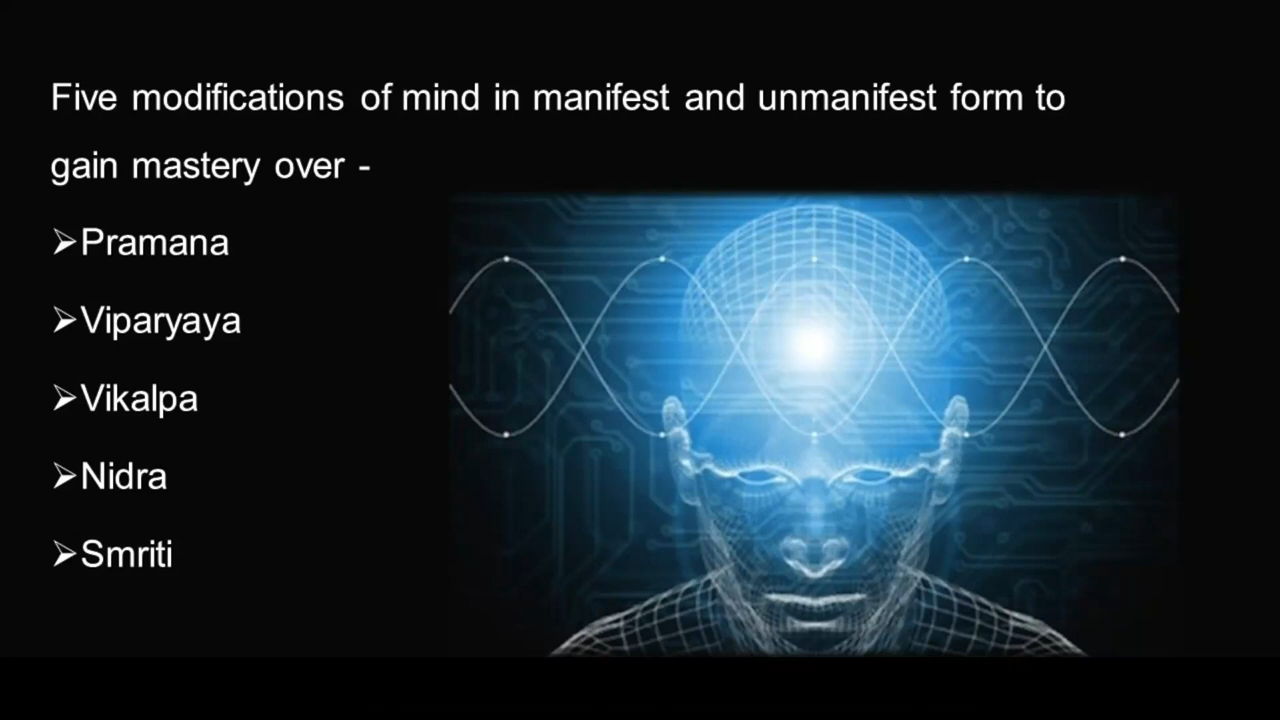 Five modifications of mind in manifest and unmanifest form to
gain mastery over -
➢Pramana
➢Viparyaya
➢Vikalpa
➢Nidra
➢Smriti